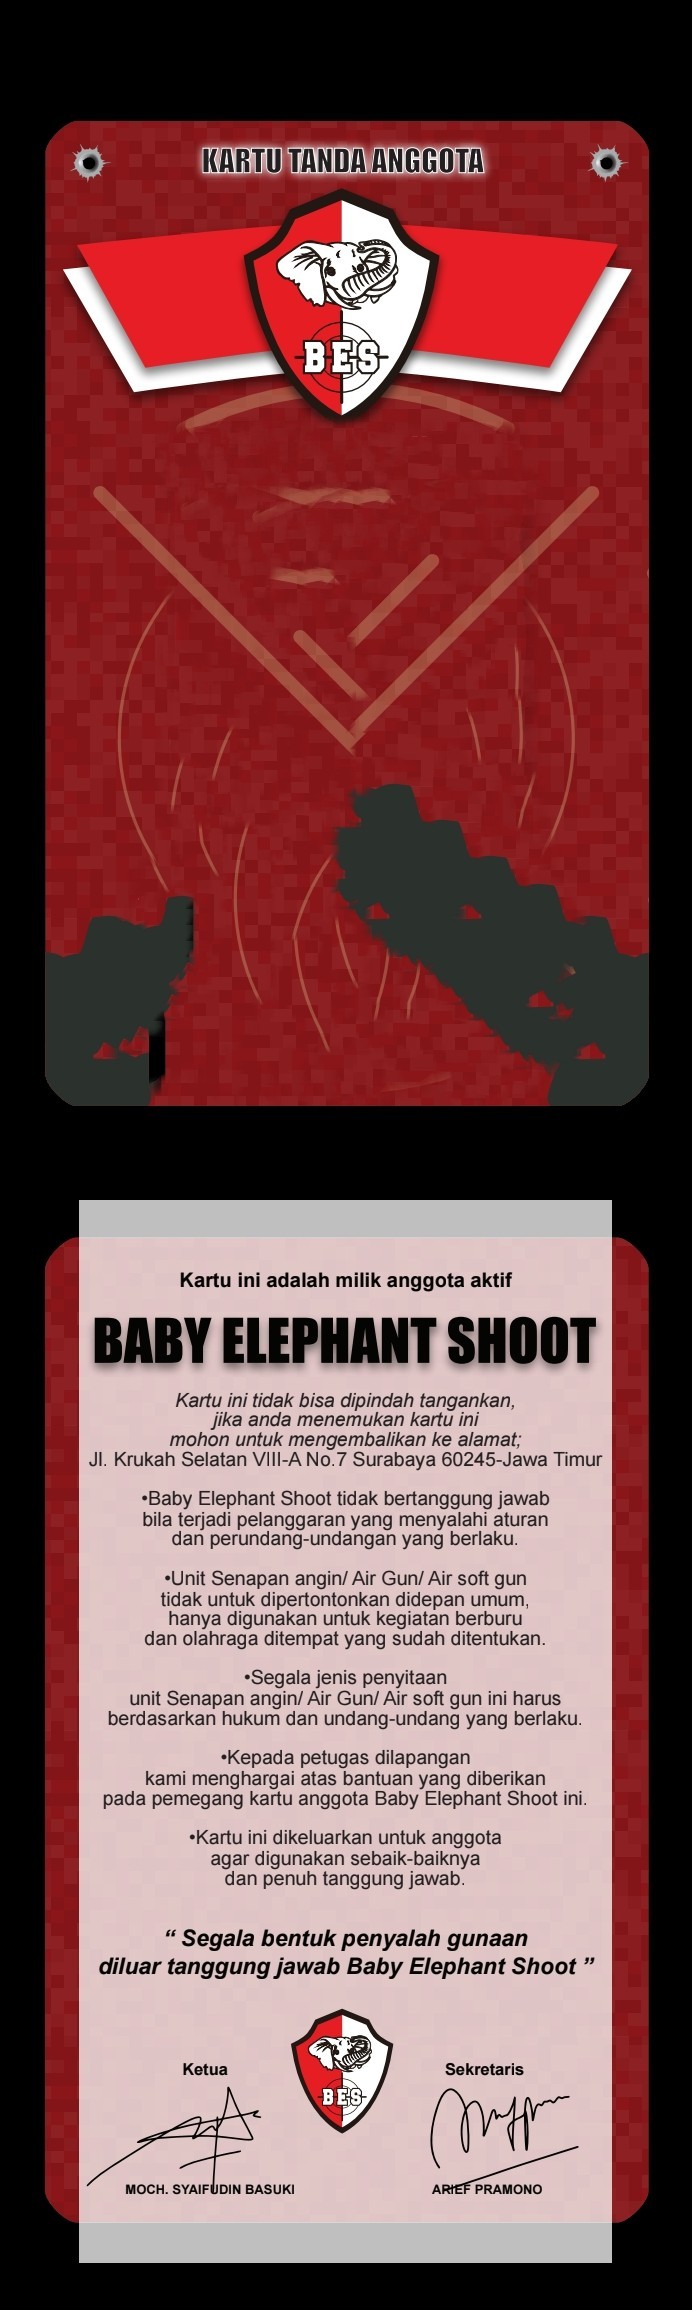 KARTU TANDA ANGGOTA
BES
Kartu ini adalah milik anggota aktif
BABY ELEPHANT SHOOT
Kartu ini tidak bisa dipindah tangankan,
jika anda menemukan kartu ini
mohon untuk mengembalikan ke alamat;
Jl. Krukah Selatan VIII-A No.7 Surabaya 60245-Jawa Timur
•Baby Elephant Shoot tidak bertanggung jawab
bila terjadi pelanggaran yang menyalahi aturan
dan perundang-undangan yang berlaku.
•Unit Senapan angin/ Air Gun/ Air soft gun
tidak untuk dipertontonkan didepan umum,
hanya digunakan untuk kegiatan berburu
dan olahraga ditempat yang sudah ditentukan.
•Segala jenis penyitaan
unit Senapan angin/ Air Gun/ Air soft gun ini harus
berdasarkan hukum dan undang-undang yang berlaku.
•Kepada petugas dilapangan
kami menghargai atas bantuan yang diberikan
pada pemegang kartu anggota Baby Elephant Shoot ini.
•Kartu ini dikeluarkan untuk anggota
agar digunakan sebaik-baiknya
dan penuh tanggung jawab.
“ Segala bentuk penyalah gunaan
diluar tanggung jawab Baby Elephant Shoot ”
Ketua
Sekretaris
BES
MOCH. SYAIFUDIN BASUKI
ARIEF PRAMONO